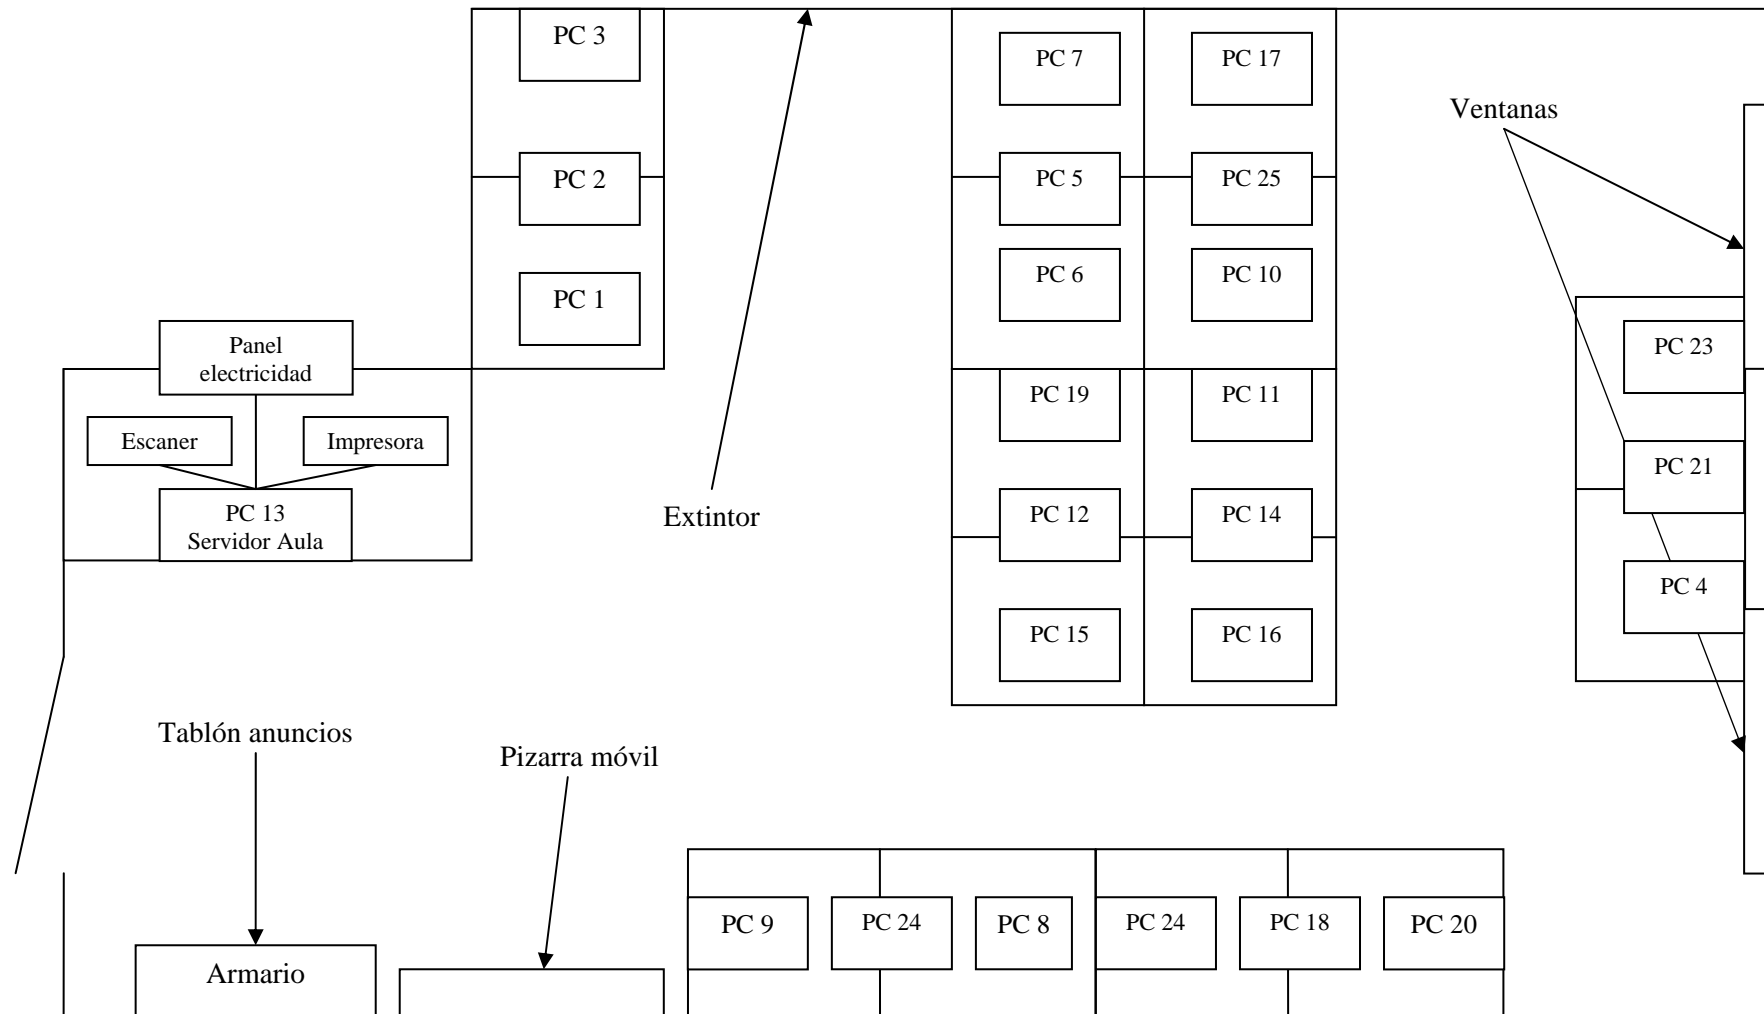 PC 3
PC 7
PC 17
Ventanas
PC 2
PC 5
PC 25
PC 6
PC 10
PC 1
Panel
electricidad
PC 23
PC 19
PC 11
Escaner
Impresora
PC 21
PC 13
Servidor Aula
Extintor
PC 12
PC 14
PC 4
PC 15
PC 16
Tablón anuncios
Pizarra móvil
PC 9
PC 24
PC 8
PC 24
PC 18
PC 20
Armario